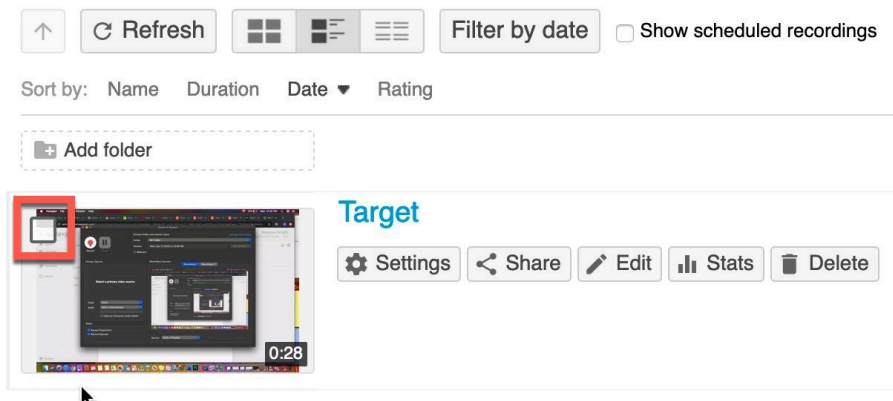 Refresh Filter by date Show scheduled recordings
Sort by: Name Duration Date Rating
Add folder
Target
Settings Share Edit Stats Delete
0:28